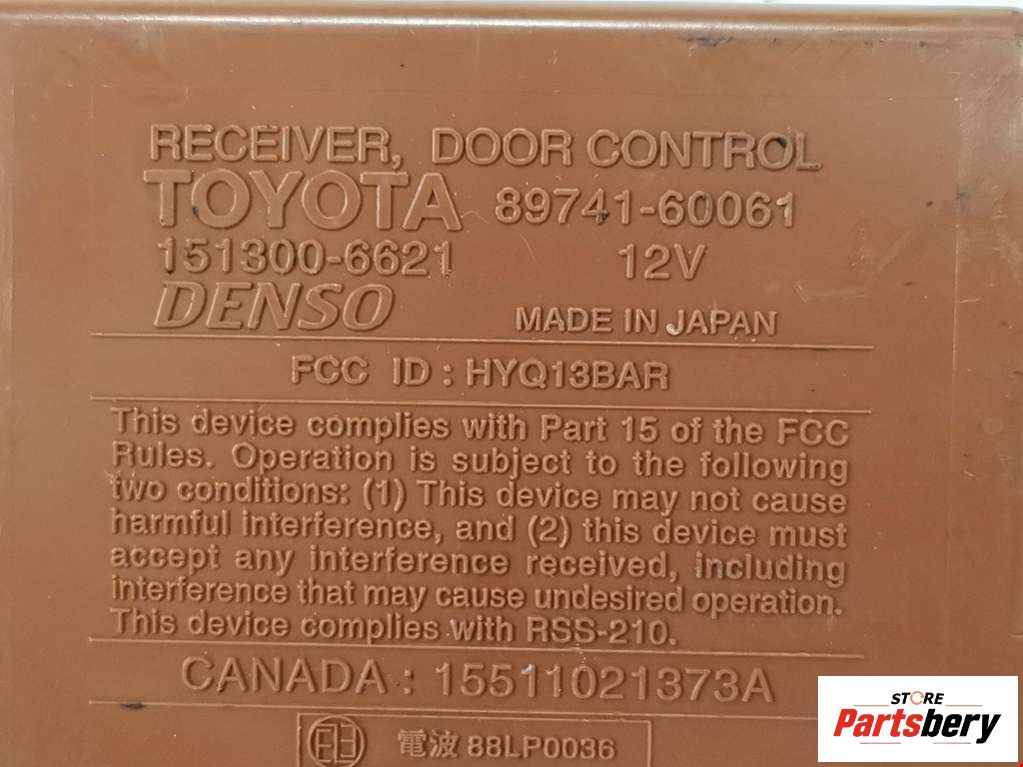 RECEIVER, DOOR CONTROL
TOYOTA 89741-60061
151300-6621 12V
DENSO MADE IN JAPAN
FCC ID : HYQ13BAR
This device complies with Part 15 of the FCC
Rules. Operation is subject to the following
two conditions: (1) This device may not cause
harmful interference, and (2) this device must
accept any interference received, including
interference that may cause undesired operation.
This device complies with RSS-210.
CANADA : 15511021373A
電波 88LP0036
STORE
Partsbery